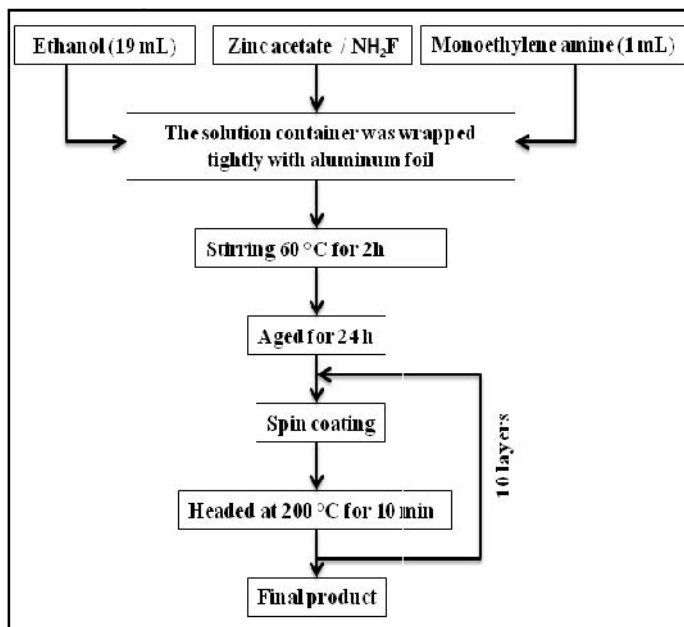 Ethanol (19 mL)
Zinc acetate / NH₂F
Monoethylene amine (1 mL)
The solution container was wrapped
tightly with aluminum foil
Stirring 60 °C for 2h
Aged for 24 h
Spin coating
Headed at 200 °C for 10 min
10 layers
Final product